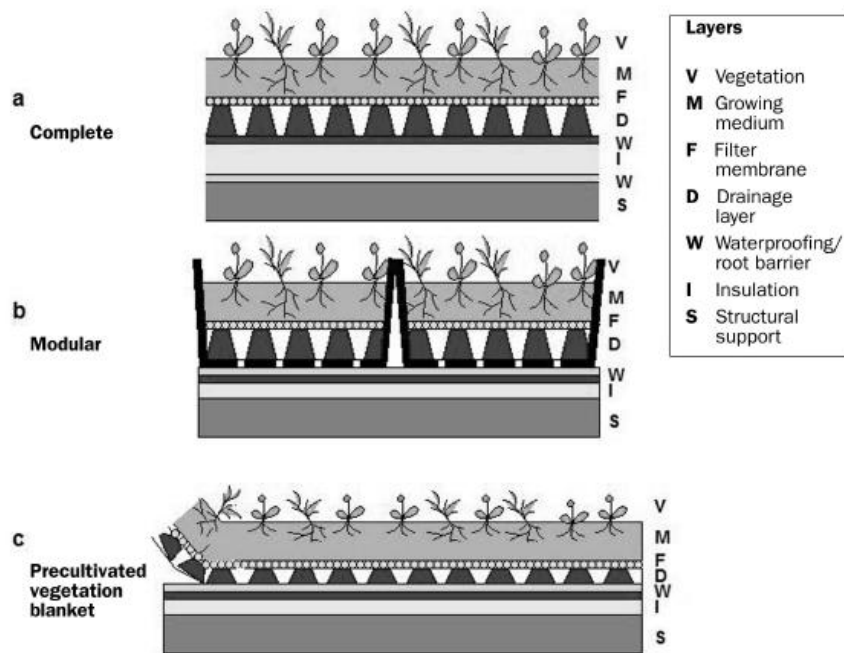 a
Complete
V
M
F
D
W
I
W
S
b
Modular
V
M
F
D
W
I
S
c
Precultivated
vegetation
blanket
V
M
F
D
W
I
S
Layers
V Vegetation
M Growing
medium
F Filter
membrane
D Drainage
layer
W Waterproofing/
root barrier
I Insulation
S Structural
support